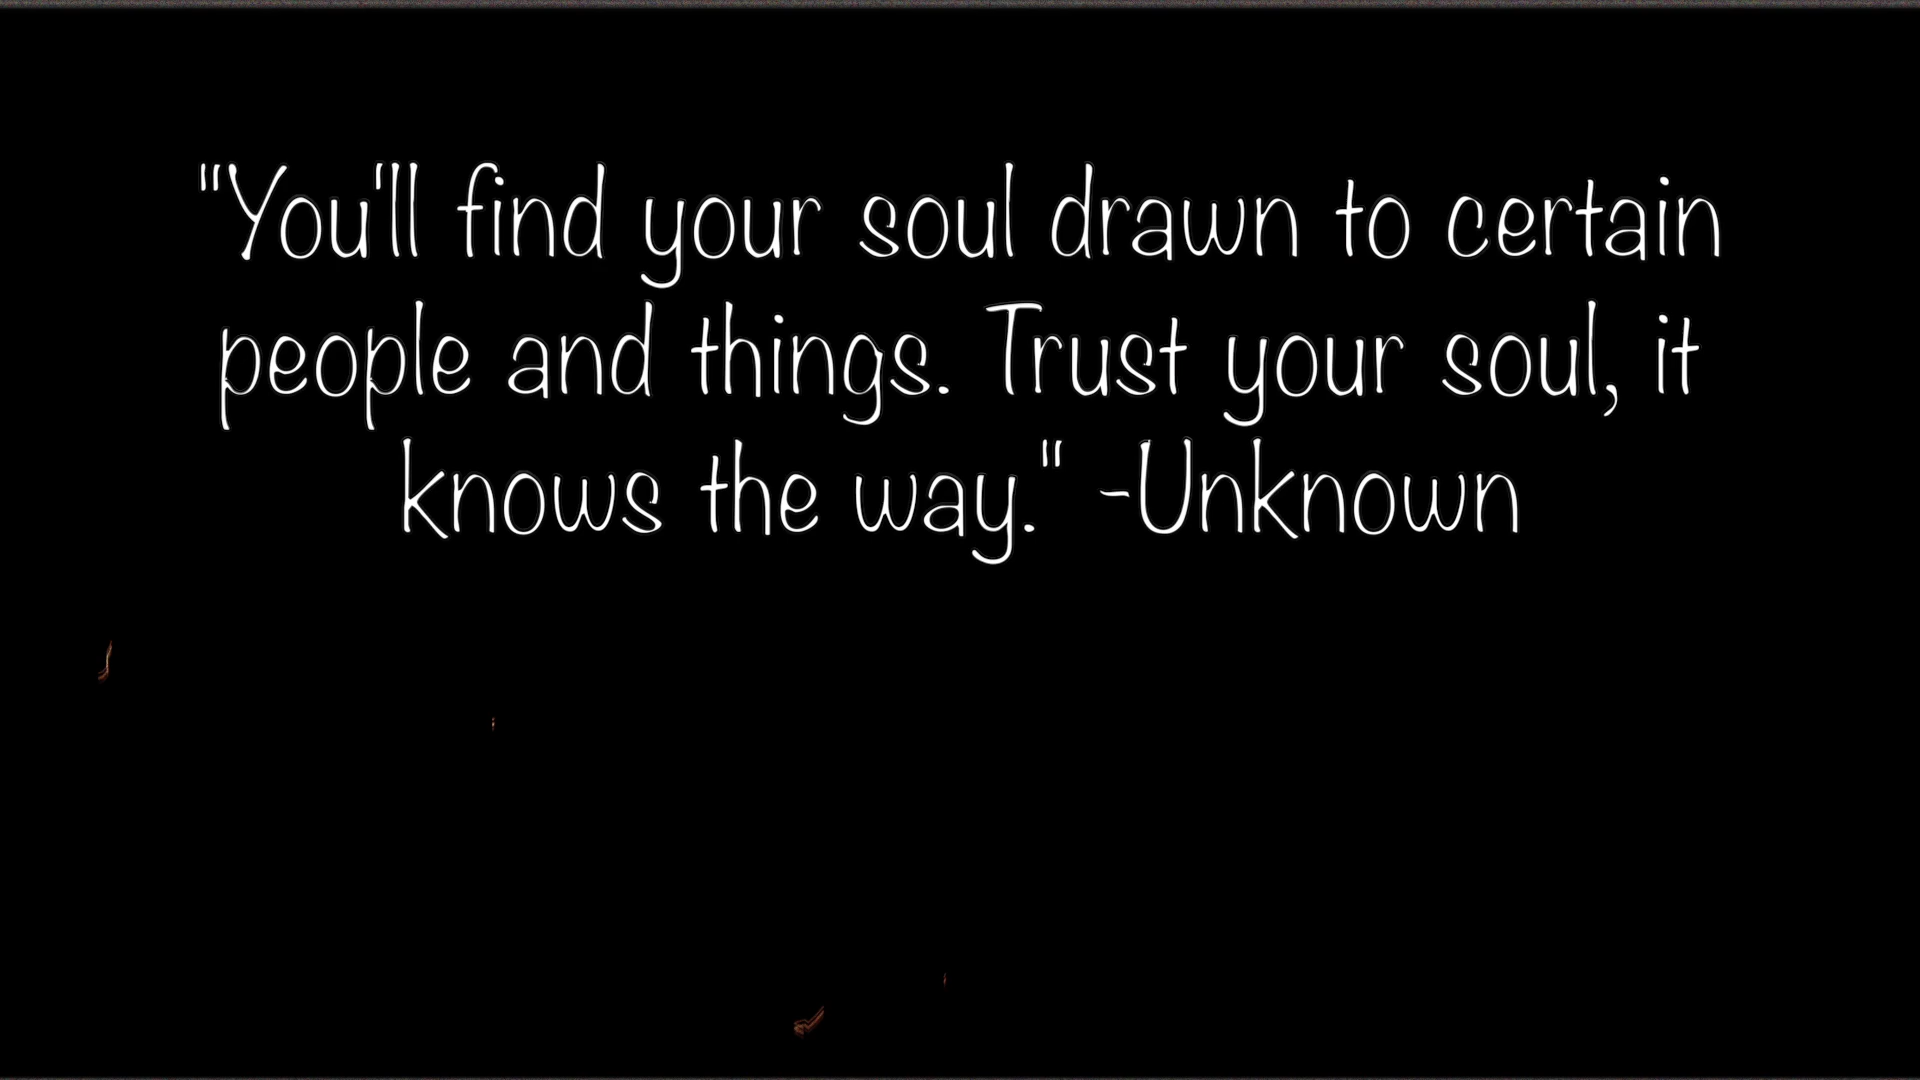 "You'll find your soul drawn to certain
people and things. Trust your soul, it
knows the way." -Unknown